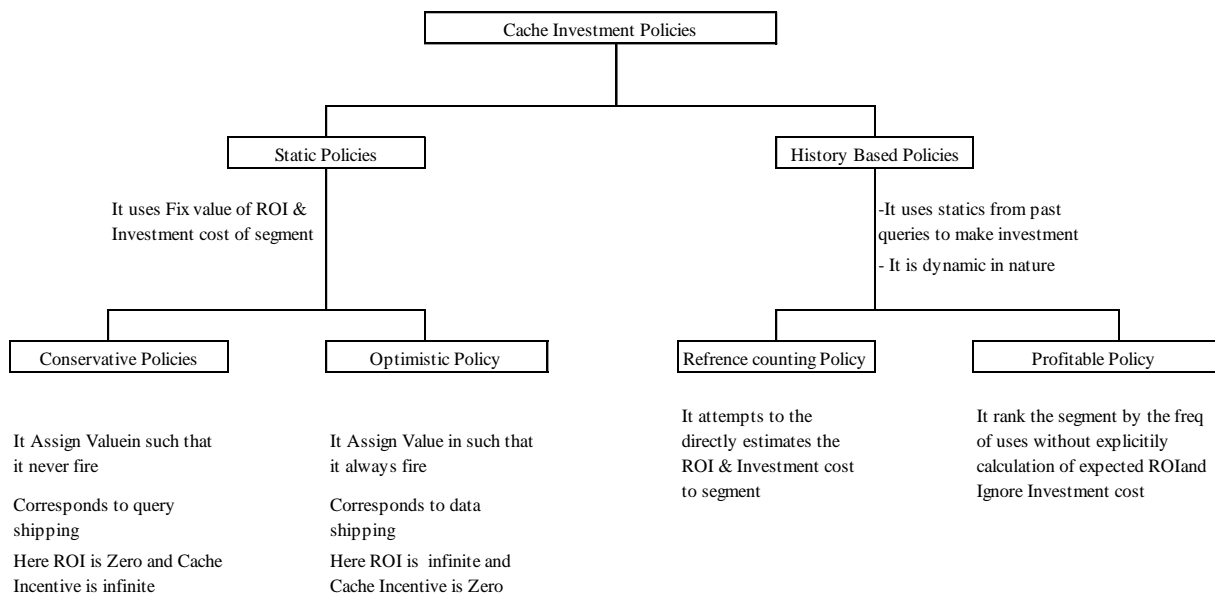 Cache Investment Policies
Static Policies
History Based Policies
It uses Fix value of ROI &
Investment cost of segment
-It uses statics from past
queries to make investment
- It is dynamic in nature
Conservative Policies
Optimistic Policy
Refrence counting Policy
Profitable Policy
It Assign Valuein such that
it never fire
Corresponds to query
shipping
Here ROI is Zero and Cache
Incentive is infinite
It Assign Value in such that
it always fire
Corresponds to data
shipping
Here ROI is infinite and
Cache Incentive is Zero
It attempts to the
directly estimates the
ROI & Investment cost
to segment
It rank the segment by the freq
of uses without explicitily
calculation of expected ROIand
Ignore Investment cost